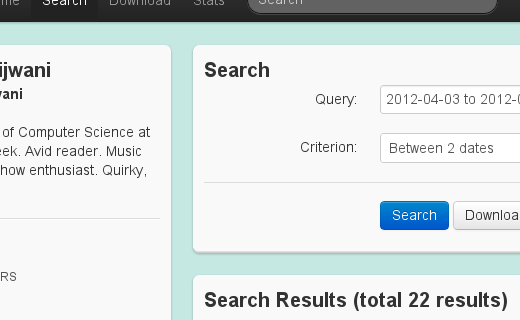 Search Download Stats Search
ijwani
wani
of Computer Science at
eek. Avid reader. Music
how enthusiast. Quirky,
RS
Search
Query: 2012-04-03 to 2012-0
Criterion: Between 2 dates
Search Downloa
Search Results (total 22 results)